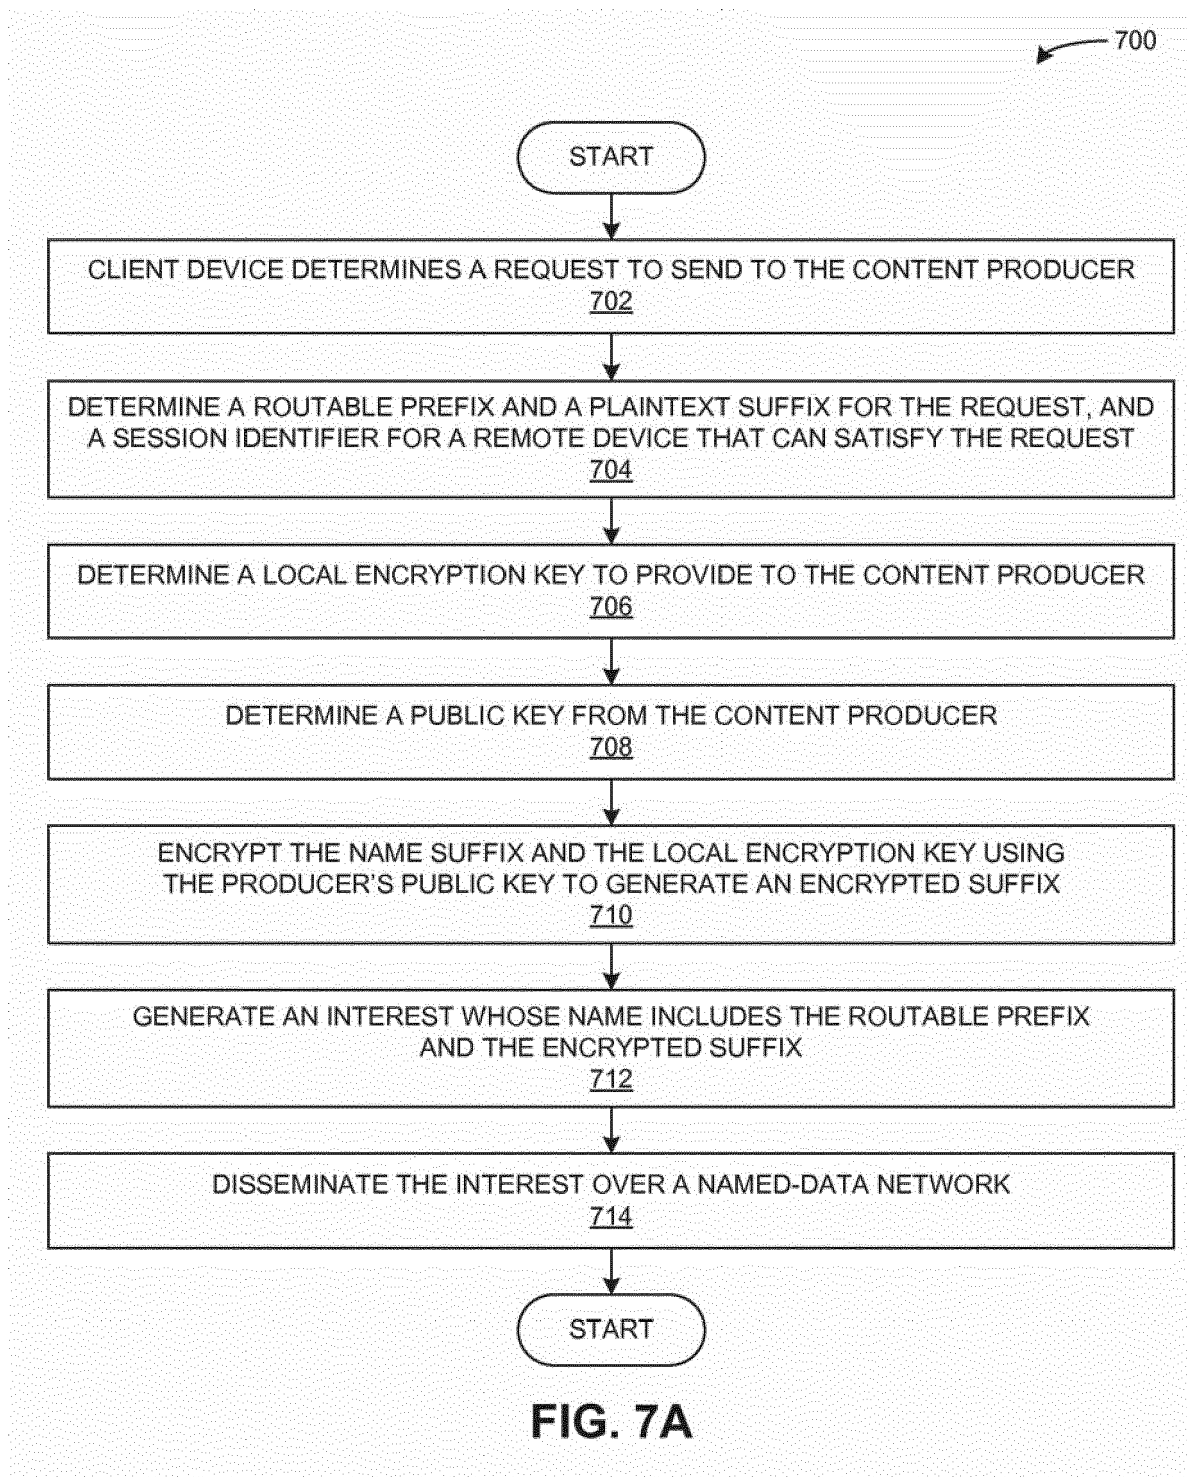 700
START
CLIENT DEVICE DETERMINES A REQUEST TO SEND TO THE CONTENT PRODUCER
702
DETERMINE A ROUTABLE PREFIX AND A PLAINTEXT SUFFIX FOR THE REQUEST, AND
A SESSION IDENTIFIER FOR A REMOTE DEVICE THAT CAN SATISFY THE REQUEST
704
DETERMINE A LOCAL ENCRYPTION KEY TO PROVIDE TO THE CONTENT PRODUCER
706
DETERMINE A PUBLIC KEY FROM THE CONTENT PRODUCER
708
ENCRYPT THE NAME SUFFIX AND THE LOCAL ENCRYPTION KEY USING
THE PRODUCER'S PUBLIC KEY TO GENERATE AN ENCRYPTED SUFFIX
710
GENERATE AN INTEREST WHOSE NAME INCLUDES THE ROUTABLE PREFIX
AND THE ENCRYPTED SUFFIX
712
DISSEMINATE THE INTEREST OVER A NAMED-DATA NETWORK
714
START
FIG. 7A